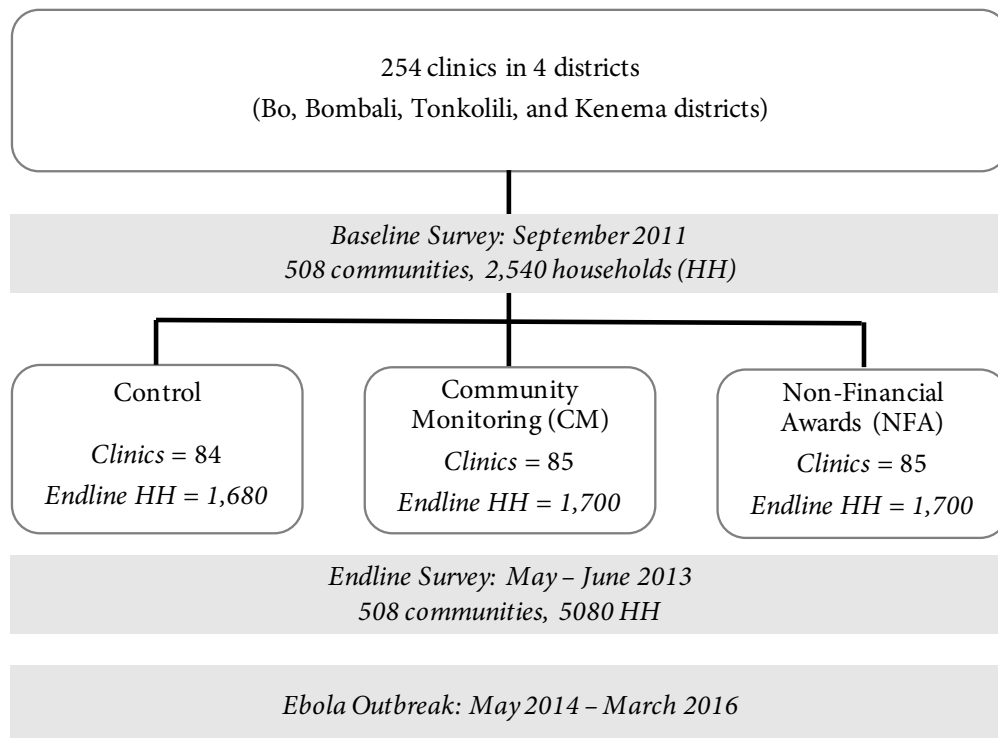 254 clinics in 4 districts
(Bo, Bombali, Tonkolili, and Kenema districts)
Baseline Survey: September 2011
508 communities, 2,540 households (HH)
Control
Clinics = 84
Endline HH = 1,680
Community
Monitoring (CM)
Clinics = 85
Endline HH = 1,700
Non-Financial
Awards (NFA)
Clinics = 85
Endline HH = 1,700
Endline Survey: May – June 2013
508 communities, 5080 HH
Ebola Outbreak: May 2014 – March 2016